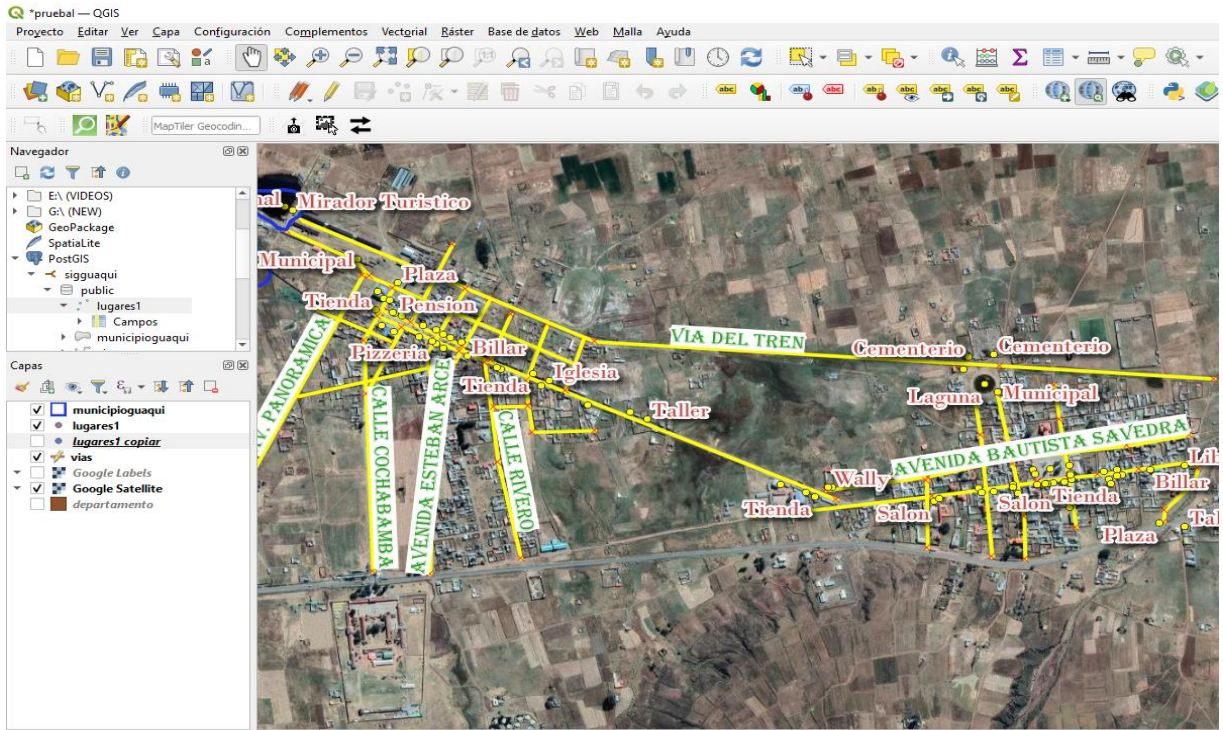 *pruebal — QGIS
Proyecto Editar Ver Capa Configuración Complementos Vectorial Ráster Base de datos Web Malla Ayuda
MapTiler Geocodin...
Navegador
E:\ (VIDEOS)
G:\ (NEW)
GeoPackage
SpatiaLite
PostGIS
sigguaqui
public
lugares1
Campos
municipioguaqui
Capas
municipioguaqui
lugares1
lugares1 copiar
vias
Google Labels
Google Satellite
departamento
nal
Mirador Turistico
Municipal
Plaza
Tienda
Pension
Pizzeria
Billar
Tienda
Iglesia
Taller
V. PANORAMICA
CALLE COCHABAMBA
AVENIDA ESTEBAN ARCE
CALLE RIVERO
VIA DEL TREN
Cementerio
Cementerio
Laguna
Municipal
AVENIDA BAUTISTA SAVEDRA
Wally
Tienda
Salon
Salon
Tienda
Billar
Lib
Plaza
Tal